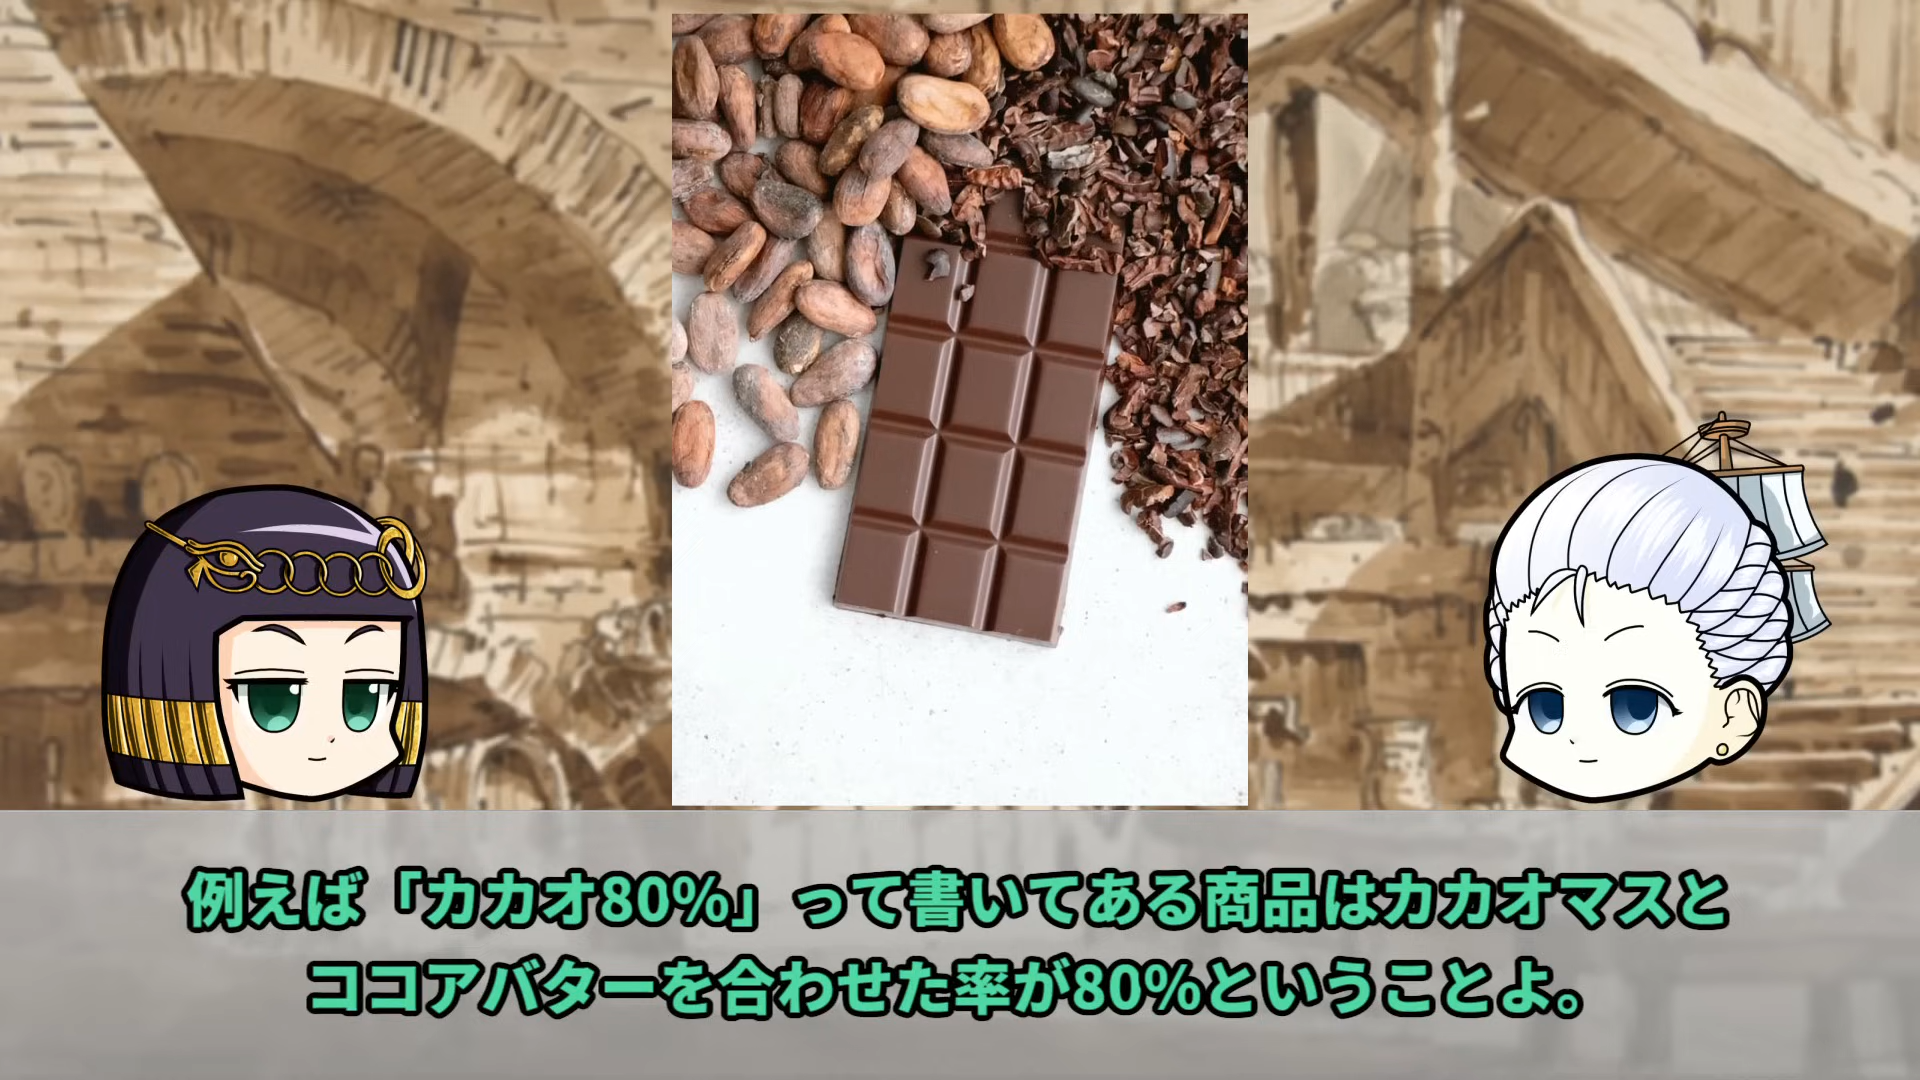 例えば「カカオ80%」って書いてある商品はカカオマスと
ココアバターを合わせた率が80%ということよ。